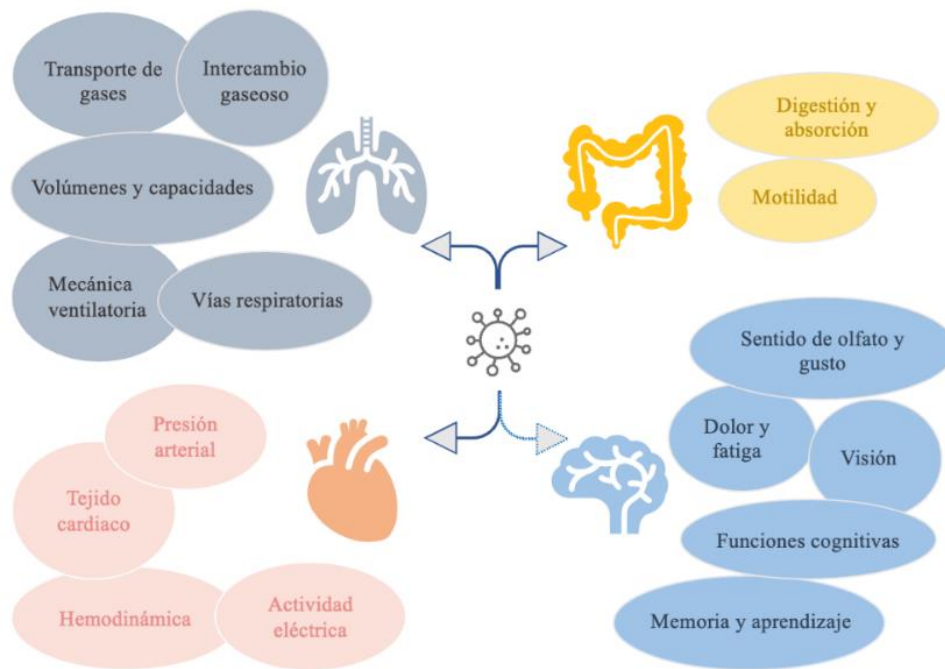 Transporte de
gases
Intercambio
gaseoso
Volúmenes y capacidades
Mecánica
ventilatoria
Vías respiratorias
Digestión y
absorción
Motilidad
Presión
arterial
Tejido
cardiaco
Hemodinámica
Actividad
eléctrica
Sentido de olfato y
gusto
Dolor y
fatiga
Visión
Funciones cognitivas
Memoria y aprendizaje